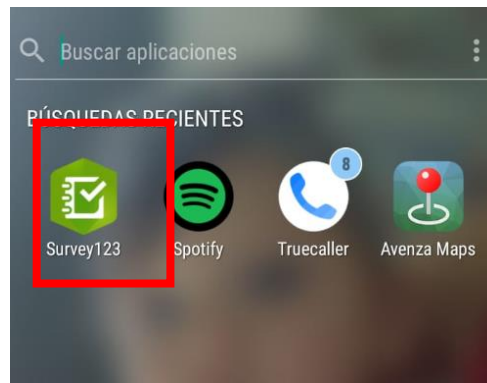 Buscar aplicaciones
BÚSQUEDAS RECIENTES
8
Survey123 Spotify Truecaller Avenza Maps